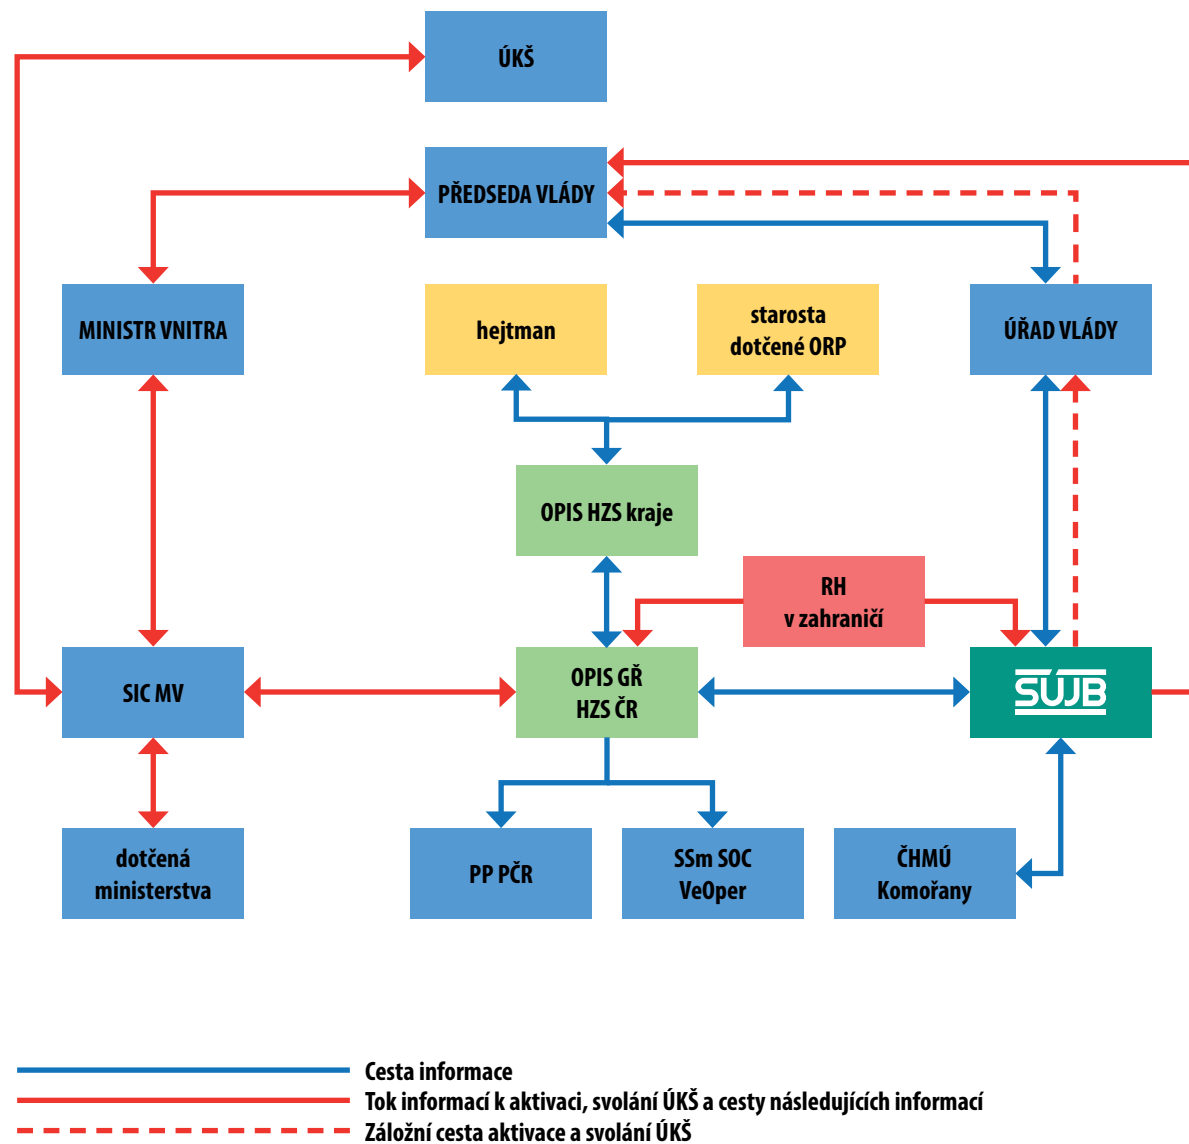 ÚKŠ
PŘEDSEDA VLÁDY
MINISTR VNITRA
hejtman
starosta
dotčené ORP
ÚŘAD VLÁDY
OPIS HZS kraje
RH
v zahraničí
SIC MV
OPIS GŘ
HZS ČR
SÚJB
dotčená
ministerstva
PP PČR
SSm SOC
VeOper
ČHMÚ
Komořany
Cesta informace
Tok informací k aktivaci, svolání ÚKŠ a cesty následujících informací
Záložní cesta aktivace a svolání ÚKŠ